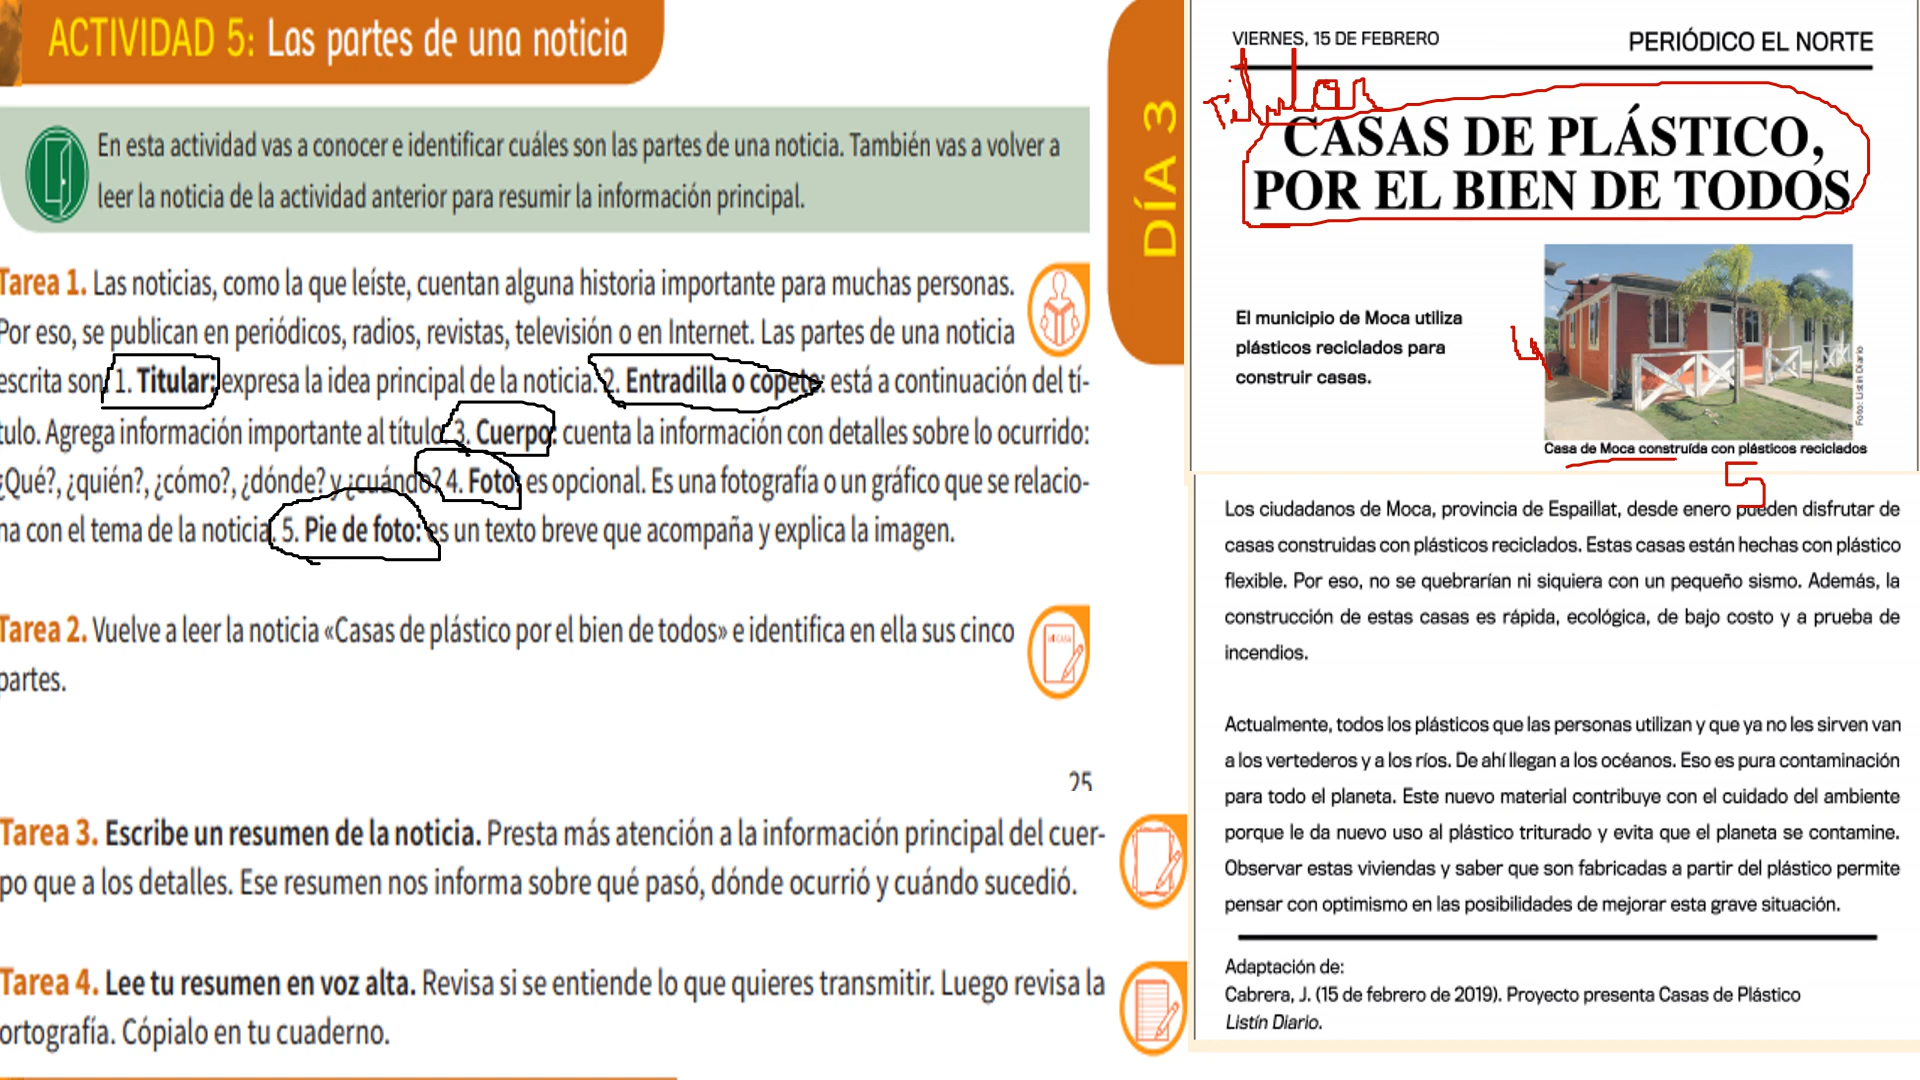 ACTIVIDAD 5: Las partes de una noticia
En esta actividad vas a conocer e identificar cuáles son las partes de una noticia. También vas a volver a
leer la noticia de la actividad anterior para resumir la información principal.
Tarea 1. Las noticias, como la que leíste, cuentan alguna historia importante para muchas personas.
Por eso, se publican en periódicos, radios, revistas, televisión o en Internet. Las partes de una noticia
escrita son: 1. Titular: expresa la idea principal de la noticia. 2. Entradilla o copete: está a continuación del tí-
tulo. Agrega información importante al título. 3. Cuerpo: cuenta la información con detalles sobre lo ocurrido:
¿Qué?, ¿quién?, ¿cómo?, ¿dónde? y ¿cuándo? 4. Foto: es opcional. Es una fotografía o un gráfico que se relacio-
na con el tema de la noticia. 5. Pie de foto: es un texto breve que acompaña y explica la imagen.
Tarea 2. Vuelve a leer la noticia «Casas de plástico por el bien de todos» e identifica en ella sus cinco
partes.
25
Tarea 3. Escribe un resumen de la noticia. Presta más atención a la información principal del cuer-
po que a los detalles. Ese resumen nos informa sobre qué pasó, dónde ocurrió y cuándo sucedió.
Tarea 4. Lee tu resumen en voz alta. Revisa si se entiende lo que quieres transmitir. Luego revisa la
ortografía. Cópialo en tu cuaderno.
DÍA 3
VIERNES, 15 DE FEBRERO
PERIÓDICO EL NORTE
CASAS DE PLÁSTICO,
POR EL BIEN DE TODOS
El municipio de Moca utiliza
plásticos reciclados para
construir casas.
4
Foto: Listín Diario
Casa de Moca construída con plásticos reciclados
5
Los ciudadanos de Moca, provincia de Espaillat, desde enero pueden disfrutar de
casas construidas con plásticos reciclados. Estas casas están hechas con plástico
flexible. Por eso, no se quebrarían ni siquiera con un pequeño sismo. Además, la
construcción de estas casas es rápida, ecológica, de bajo costo y a prueba de
incendios.
Actualmente, todos los plásticos que las personas utilizan y que ya no les sirven van
a los vertederos y a los ríos. De ahí llegan a los océanos. Eso es pura contaminación
para todo el planeta. Este nuevo material contribuye con el cuidado del ambiente
porque le da nuevo uso al plástico triturado y evita que el planeta se contamine.
Observar estas viviendas y saber que son fabricadas a partir del plástico permite
pensar con optimismo en las posibilidades de mejorar esta grave situación.
Adaptación de:
Cabrera, J. (15 de febrero de 2019). Proyecto presenta Casas de Plástico
Listín Diario.